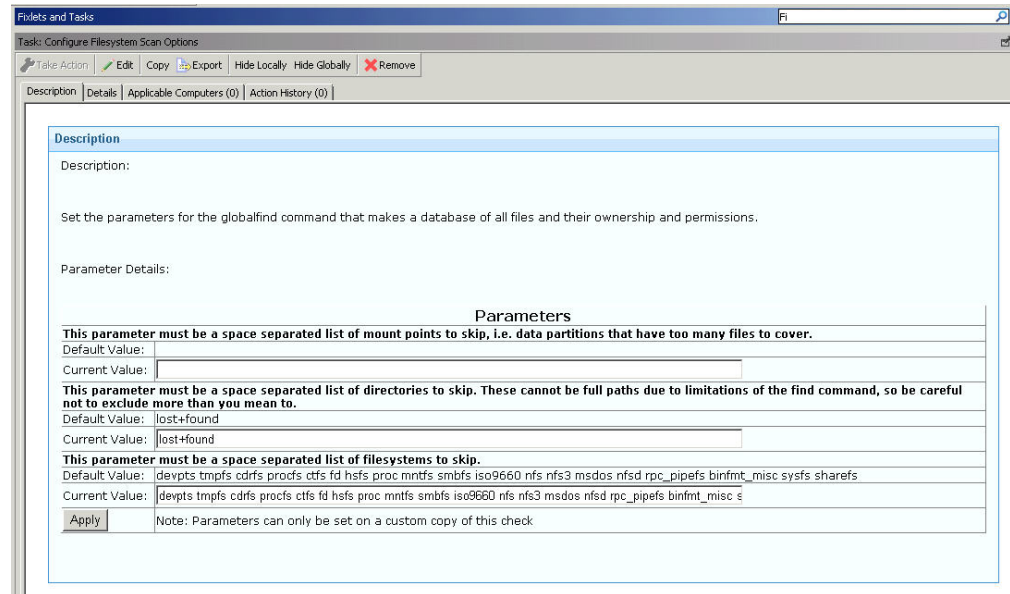 Fixlets and Tasks
Fi
Task: Configure Filesystem Scan Options
Take Action Edit Copy Export Hide Locally Hide Globally Remove
Description Details Applicable Computers (0) Action History (0)
Description
Description:
Set the parameters for the globalfind command that makes a database of all files and their ownership and permissions.
Parameter Details:
Parameters
This parameter must be a space separated list of mount points to skip, i.e. data partitions that have too many files to cover.
Default Value:
Current Value:
This parameter must be a space separated list of directories to skip. These cannot be full paths due to limitations of the find command, so be careful
not to exclude more than you mean to.
Default Value: lost+found
Current Value: lost+found
This parameter must be a space separated list of filesystems to skip.
Default Value: devpts tmpfs cdrfs procfs ctfs fd hsfs proc mntfs smbfs iso9660 nfs nfs3 msdos nfsd rpc_pipefs binfmt_misc sysfs sharefs
Current Value: devpts tmpfs cdrfs procfs ctfs fd hsfs proc mntfs smbfs iso9660 nfs nfs3 msdos nfsd rpc_pipefs binfmt_misc s
Apply Note: Parameters can only be set on a custom copy of this check